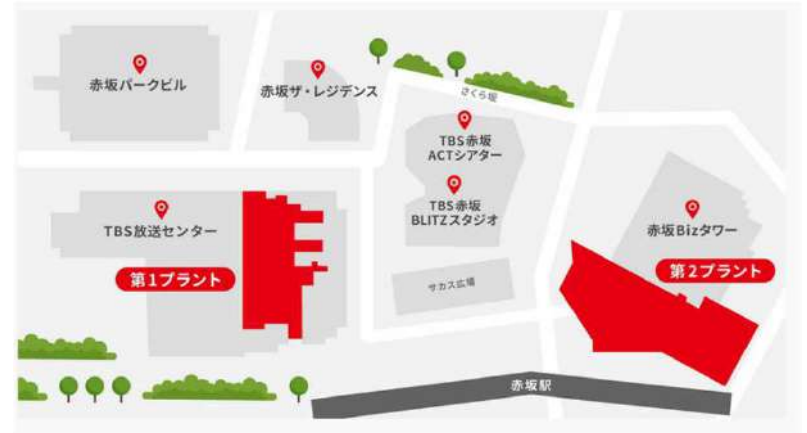 赤坂パークビル
赤坂ザ・レジデンス
さくら坂
TBS赤坂
ACTシアター
TBS赤坂
BLITZスタジオ
TBS放送センター
赤坂Bizタワー
第1プラント
第2プラント
サカス広場
赤坂駅